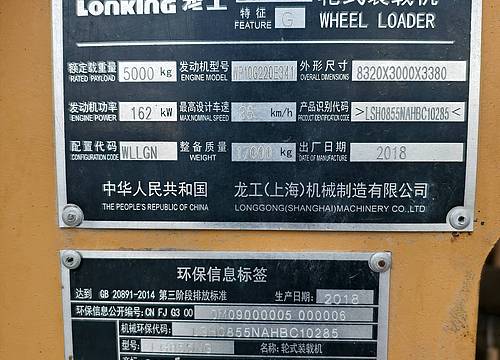 LONKING 龙工 特征 G 轮式装载机
FEATURE WHEEL LOADER
额定载重量 5000 kg 发动机型号 外形尺寸 8320X3000X3380
RATED PAYLOAD ENGINE MODEL OVERALL DIMENSIONS
发动机功率 162 kW 最高设计车速 km/h 产品识别代码 >LSH0855NAHBC10285<
ENGINE POWER MAX.NOMINAL SPEED PRODUCT IDENTIFICATION CODE
配置代码 WLLGN 整备质量 kg 出厂日期 2018
CONFIGURATION CODE WEIGHT DATE OF MANUFACTURE
中华人民共和国 龙工(上海)机械制造有限公司
THE PEOPLE'S REPUBLIC OF CHINA LONGGONG(SHANGHAI)MACHINERY CO.,LTD
环保信息标签
达到 GB 20891-2014 第三阶段排放标准 生产日期: 2018
信息公开编号: CN FJ G3 00 000005 000006
机械环保代码: LSH0855NAHBC10285
型号: 名称: 轮式装载机